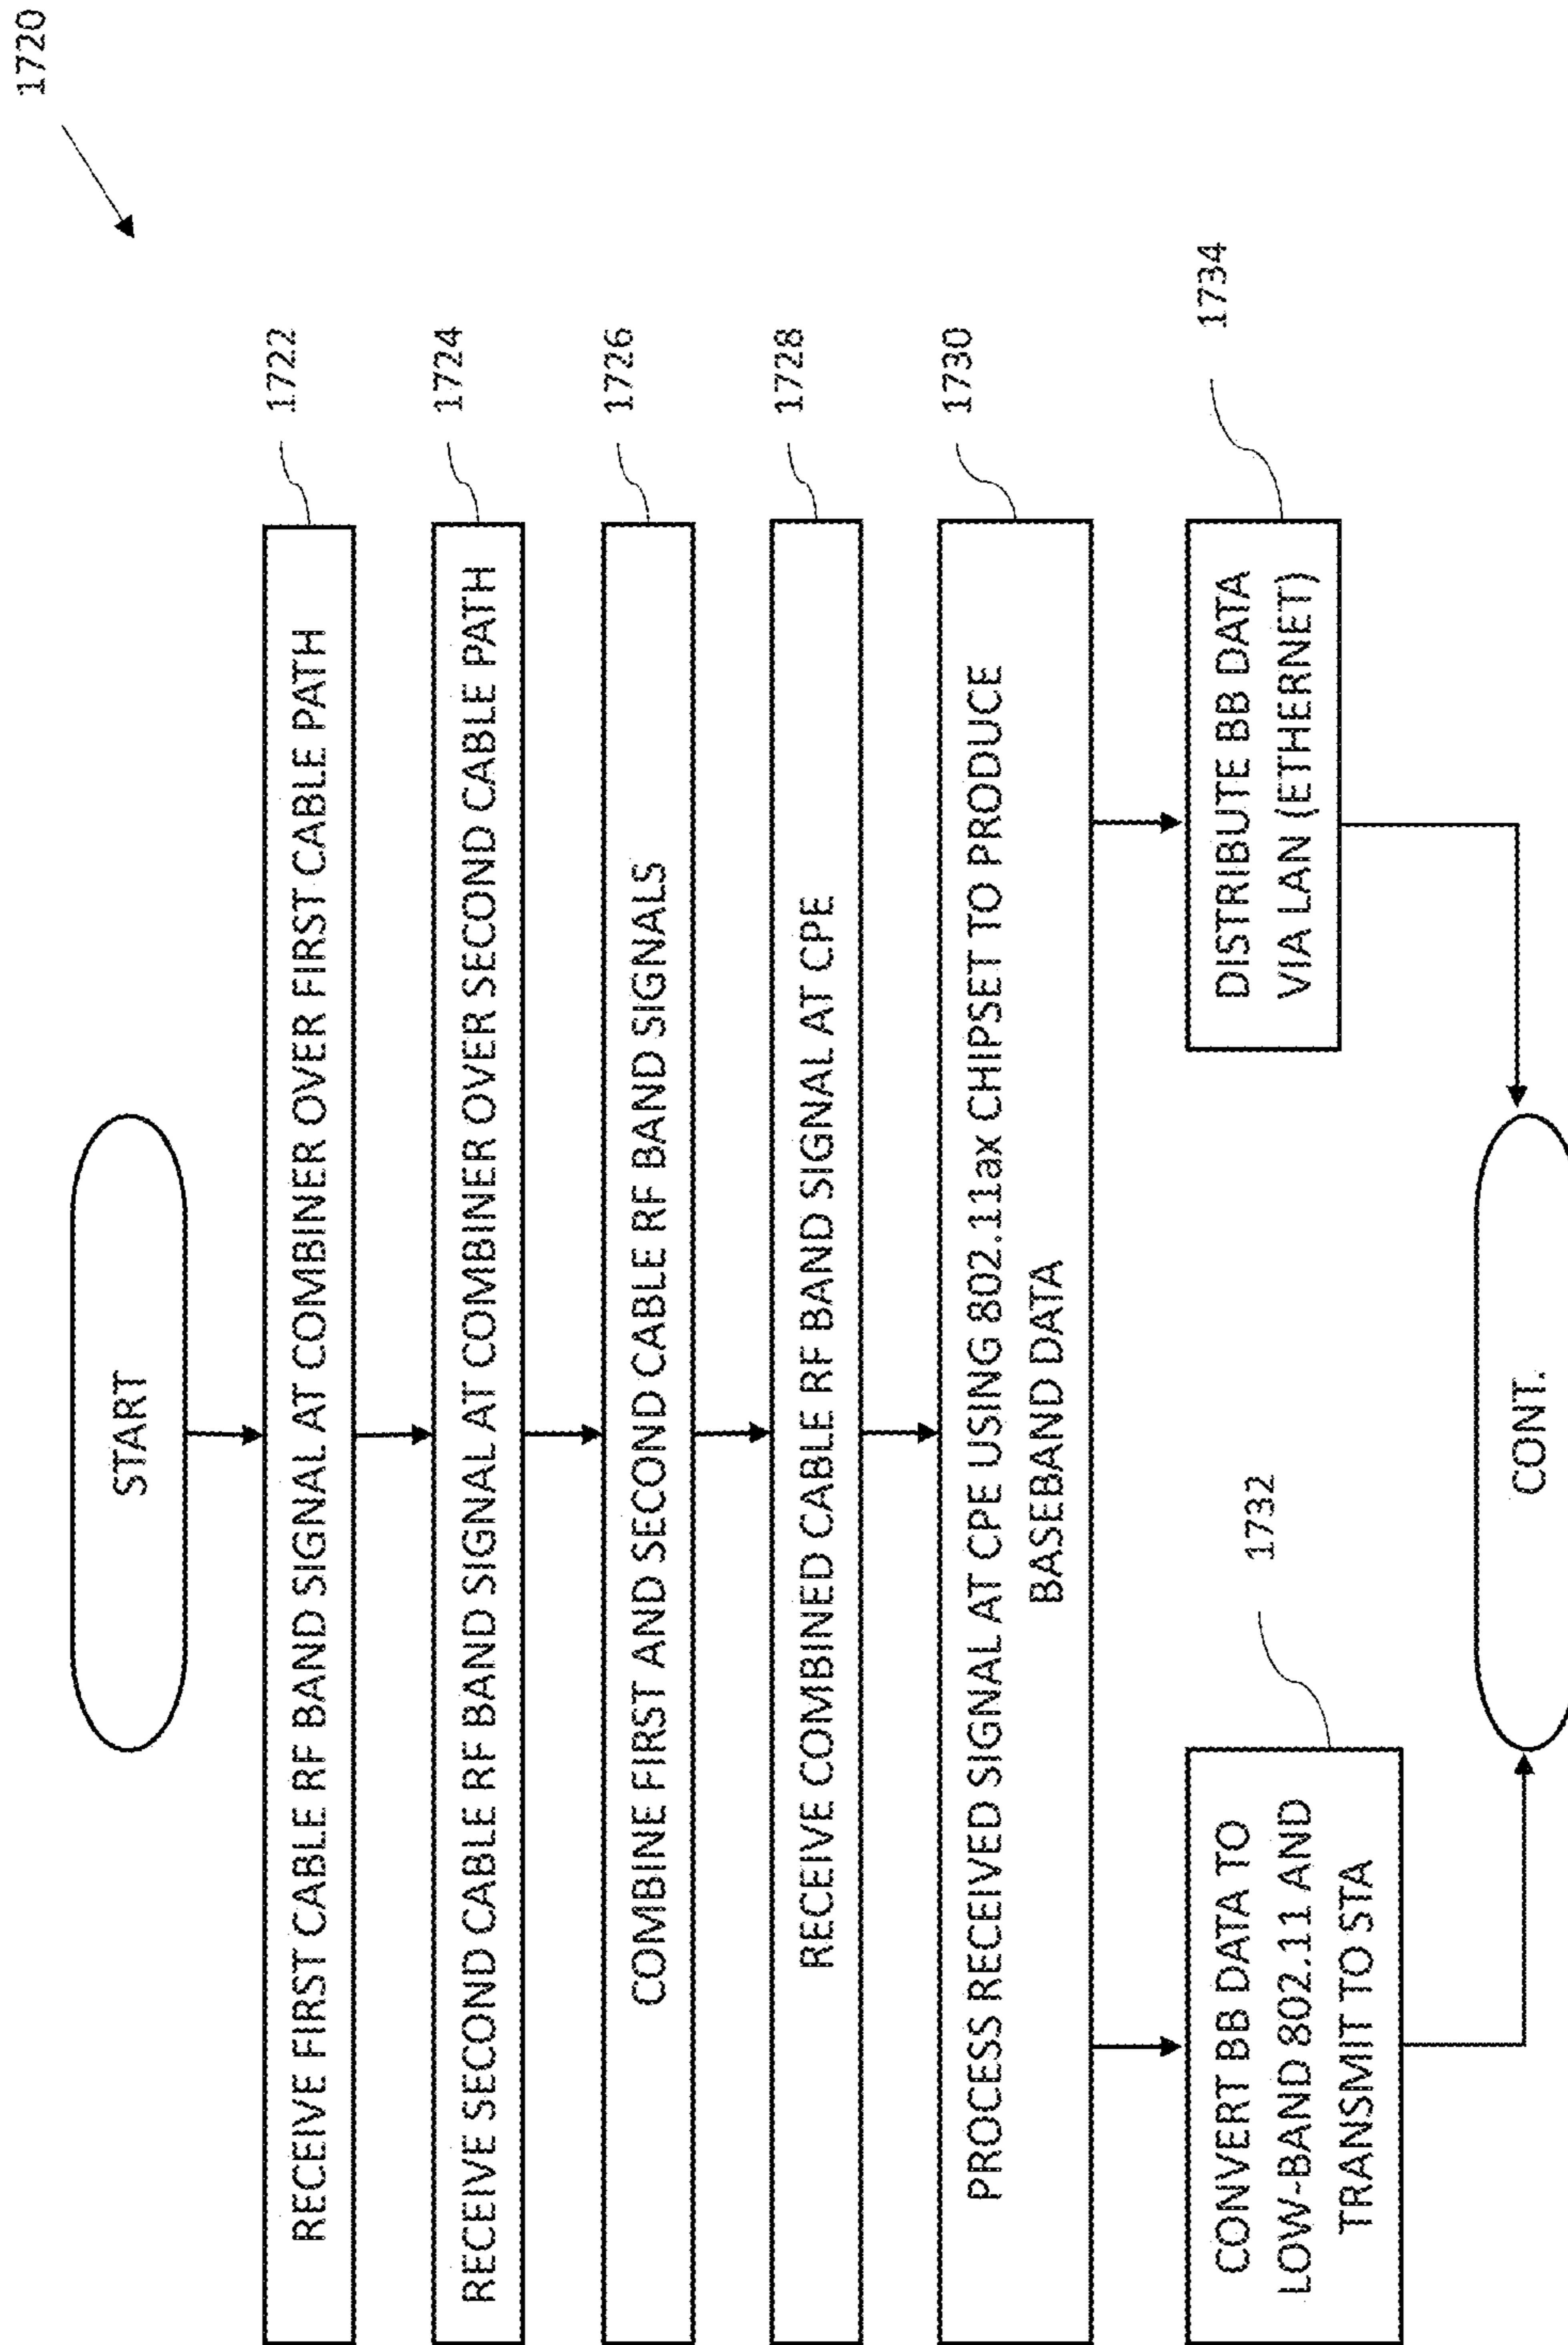 1720
START
RECEIVE FIRST CABLE RF BAND SIGNAL AT COMBINER OVER FIRST CABLE PATH
1722
RECEIVE SECOND CABLE RF BAND SIGNAL AT COMBINER OVER SECOND CABLE PATH
1724
COMBINE FIRST AND SECOND CABLE RF BAND SIGNALS
1726
RECEIVE COMBINED CABLE RF BAND SIGNAL AT CPE
1728
PROCESS RECEIVED SIGNAL AT CPE USING 802.11ax CHIPSET TO PRODUCE
BASEBAND DATA
1730
CONVERT BB DATA TO
LOW-BAND 802.11 AND
TRANSMIT TO STA
1732
DISTRIBUTE BB DATA
VIA LAN (ETHERNET)
1734
CONT.